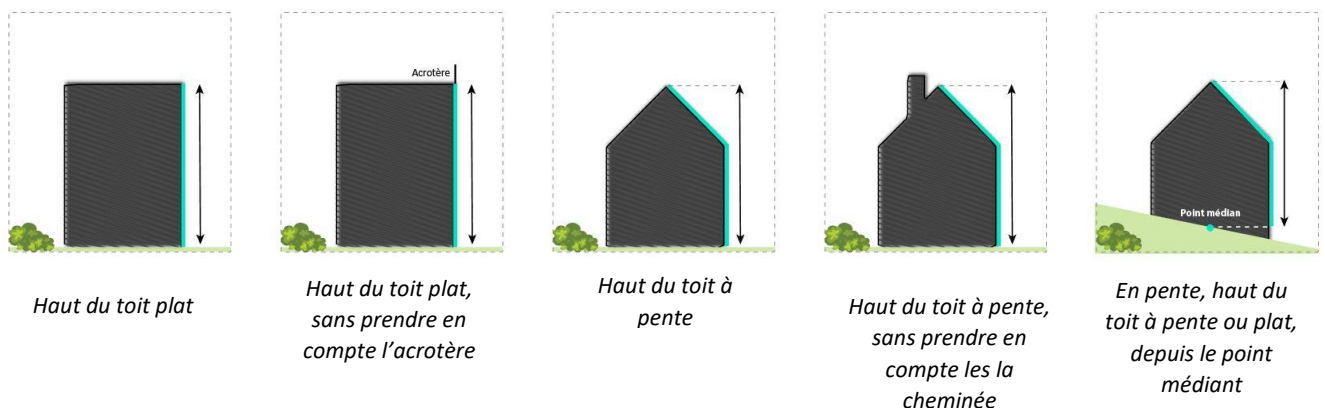 Acrotère
Point médian
Haut du toit plat
Haut du toit plat,
sans prendre en
compte l'acrotère
Haut du toit à
pente
Haut du toit à pente,
sans prendre en
compte les la
cheminée
En pente, haut du
toit à pente ou plat,
depuis le point
médiant